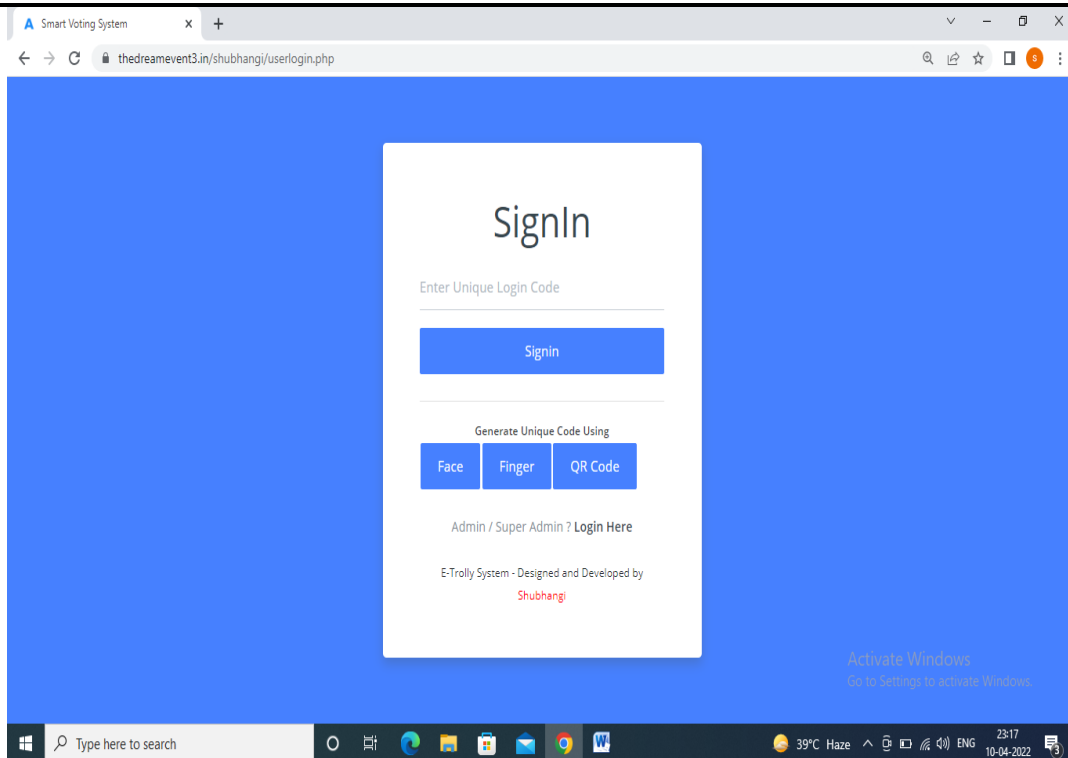 A Smart Voting System x +
thedreamevent3.in/shubhangi/userlogin.php
S
SignIn
Enter Unique Login Code
Signin
Generate Unique Code Using
Face Finger QR Code
Admin / Super Admin ? Login Here
E-Trolly System - Designed and Developed by
Shubhangi
Activate Windows
Go to Settings to activate Windows.
Type here to search
W
39°C Haze
ENG
23:17
10-04-2022
3